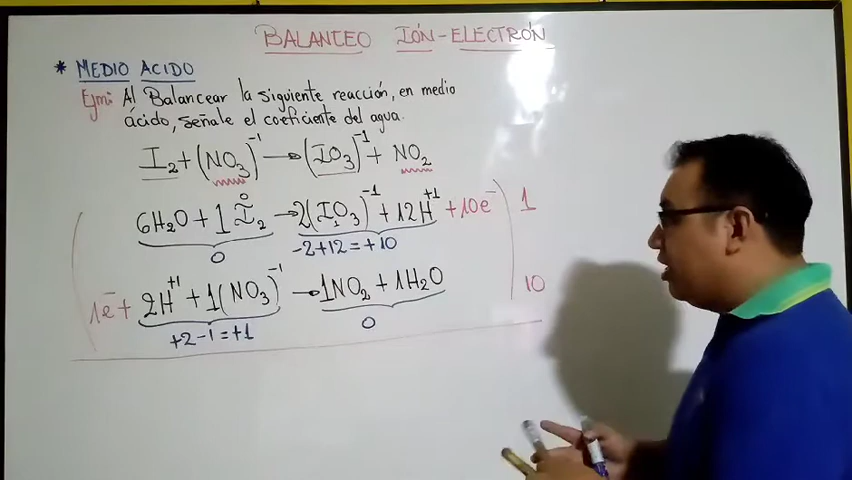 BALANCEO IÓN-ELECTRÓN
* MEDIO ACIDO
Ejm: Al Balancear la siguiente reacción, en medio
ácido, señale el coeficiente del agua.
I₂ + (NO₃)⁻¹ → (IO₃)⁻¹ + NO₂
0
6H₂O + 1 I₂ → 2(IO₃)⁻¹ + 12H⁺¹ + 10e⁻ 1
0 -2+12=+10
1e⁻ + 2H⁺¹ + 1(NO₃)⁻¹ → 1NO₂ + 1H₂O 10
+2-1=+1 0